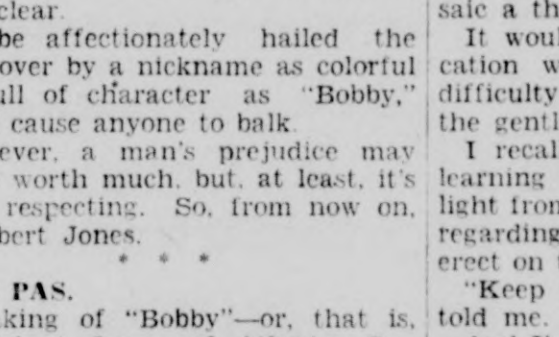 clear.
be affectionately hailed the
over by a nickname as colorful
ull of character as "Bobby,"
cause anyone to balk.
ever, a man's prejudice may
worth much, but, at least, it's
respecting. So, from now on,
bert Jones.
* * *
PAS.
king of "Bobby"—or, that is,
saic a th
It woul
cation w
difficulty
the gentl
I recal
learning
light from
regarding
erect on
"Keep
told me.